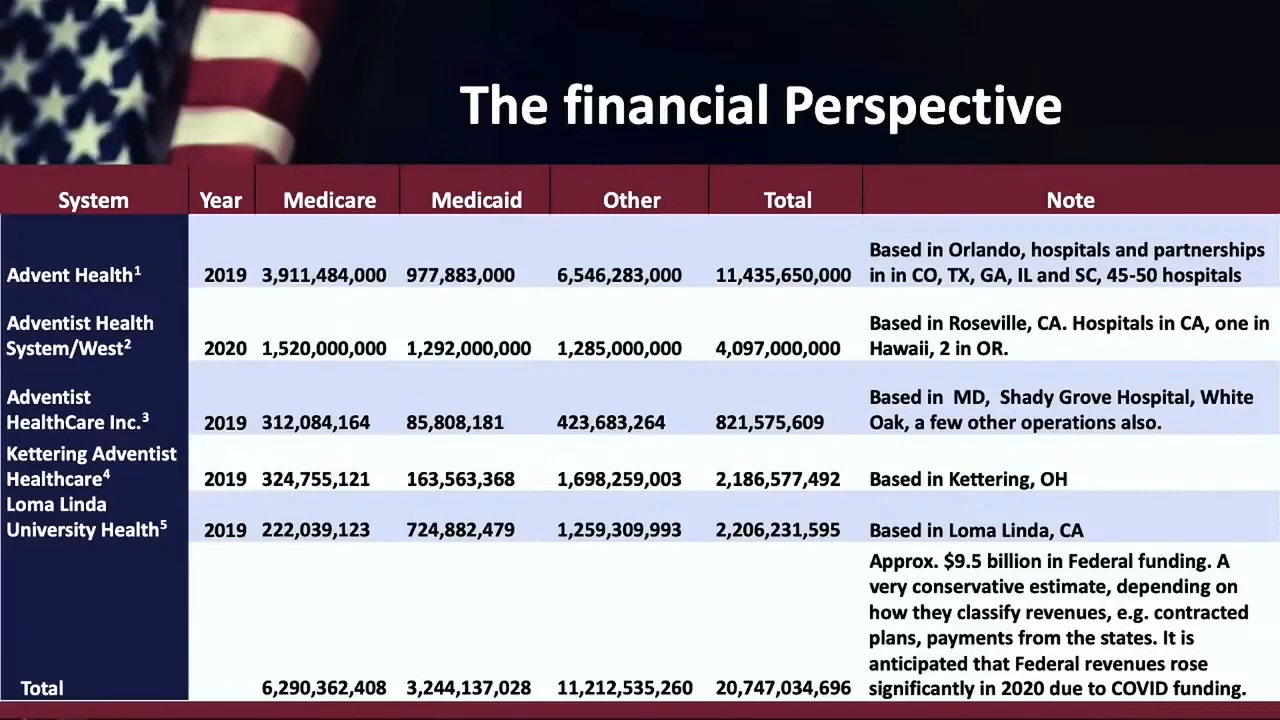 The financial Perspective
System Year Medicare Medicaid Other Total Note
Advent Health¹ 2019 3,911,484,000 977,883,000 6,546,283,000 11,435,650,000 Based in Orlando, hospitals and partnerships
in in CO, TX, GA, IL and SC, 45-50 hospitals
Adventist Health
System/West² 2020 1,520,000,000 1,292,000,000 1,285,000,000 4,097,000,000 Based in Roseville, CA. Hospitals in CA, one in
Hawaii, 2 in OR.
Adventist
HealthCare Inc.³ 2019 312,084,164 85,808,181 423,683,264 821,575,609 Based in MD, Shady Grove Hospital, White
Oak, a few other operations also.
Kettering Adventist
Healthcare⁴ 2019 324,755,121 163,563,368 1,698,259,003 2,186,577,492 Based in Kettering, OH
Loma Linda
University Health⁵ 2019 222,039,123 724,882,479 1,259,309,993 2,206,231,595 Based in Loma Linda, CA
Total 6,290,362,408 3,244,137,028 11,212,535,260 20,747,034,696 Approx. $9.5 billion in Federal funding. A
very conservative estimate, depending on
how they classify revenues, e.g. contracted
plans, payments from the states. It is
anticipated that Federal revenues rose
significantly in 2020 due to COVID funding.